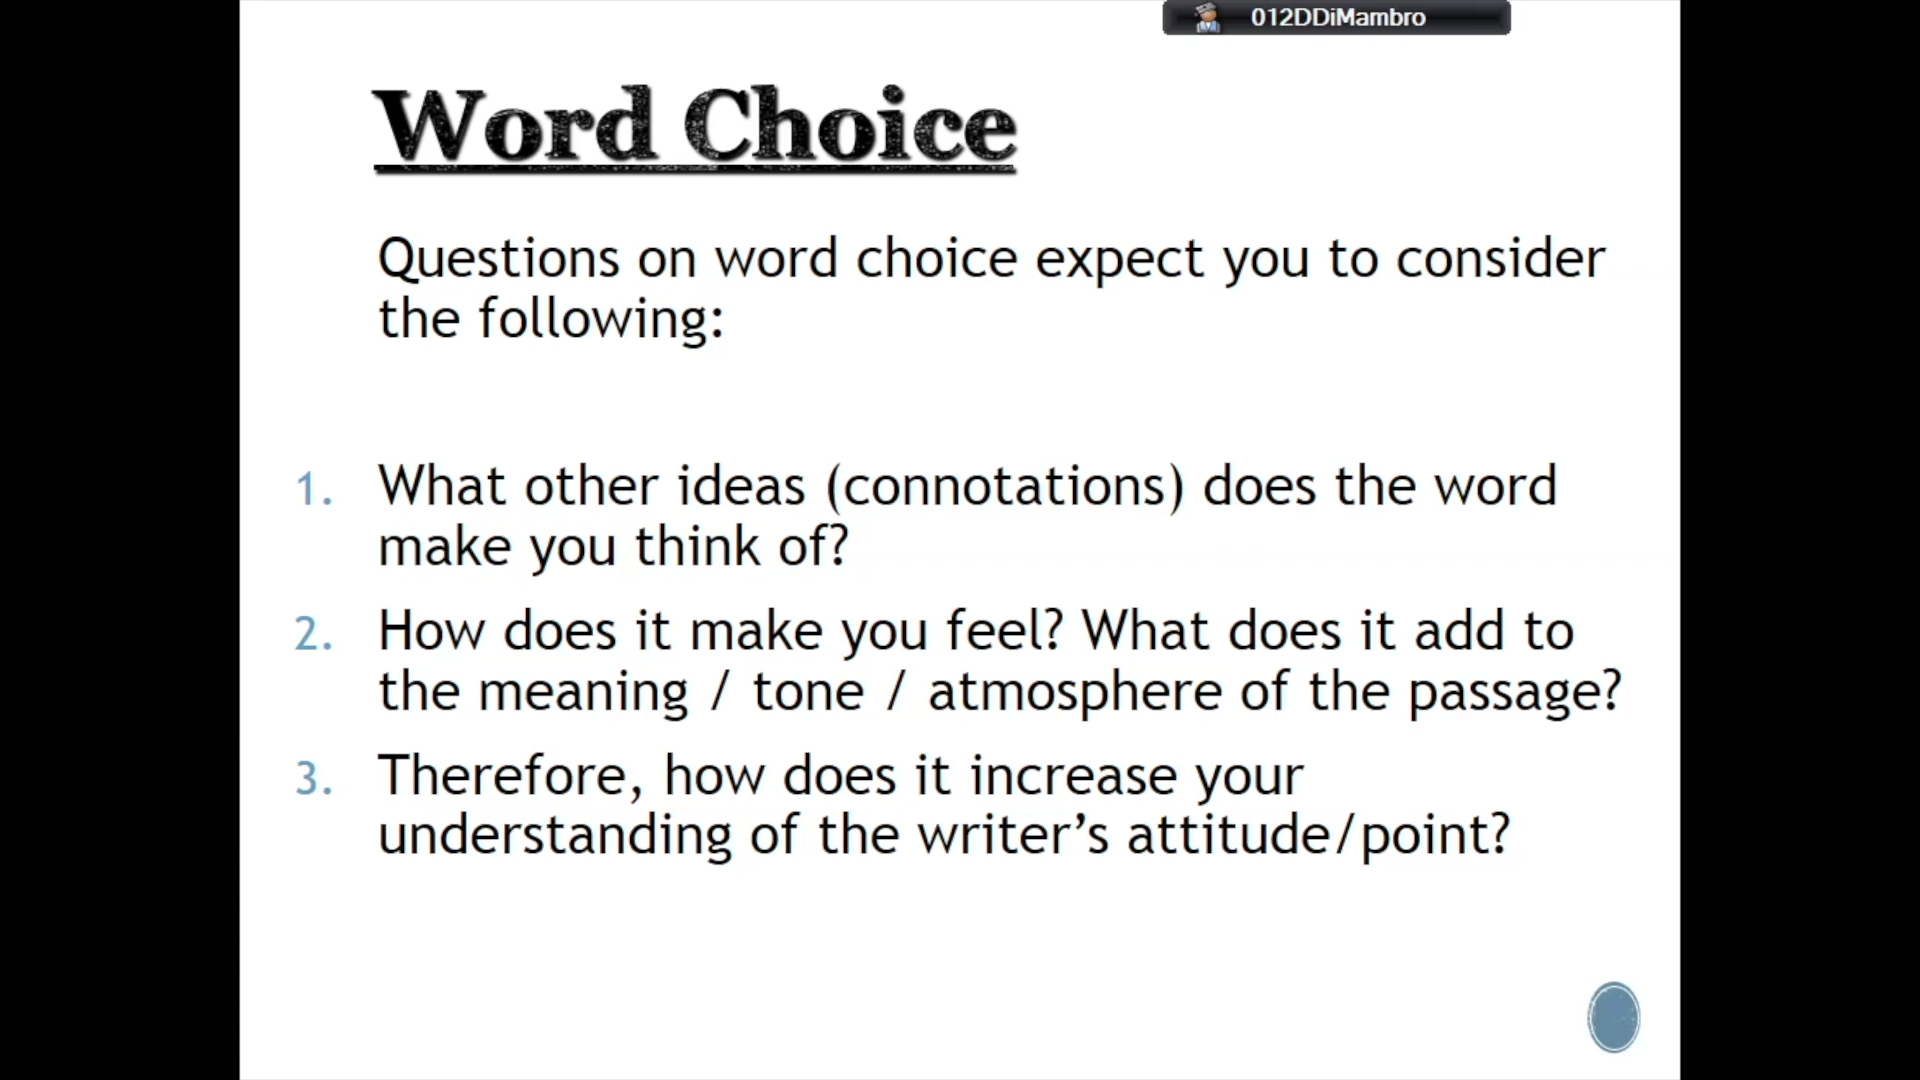 012DDiMambro
Word Choice
Questions on word choice expect you to consider
the following:
1. What other ideas (connotations) does the word
make you think of?
2. How does it make you feel? What does it add to
the meaning / tone / atmosphere of the passage?
3. Therefore, how does it increase your
understanding of the writer’s attitude/point?